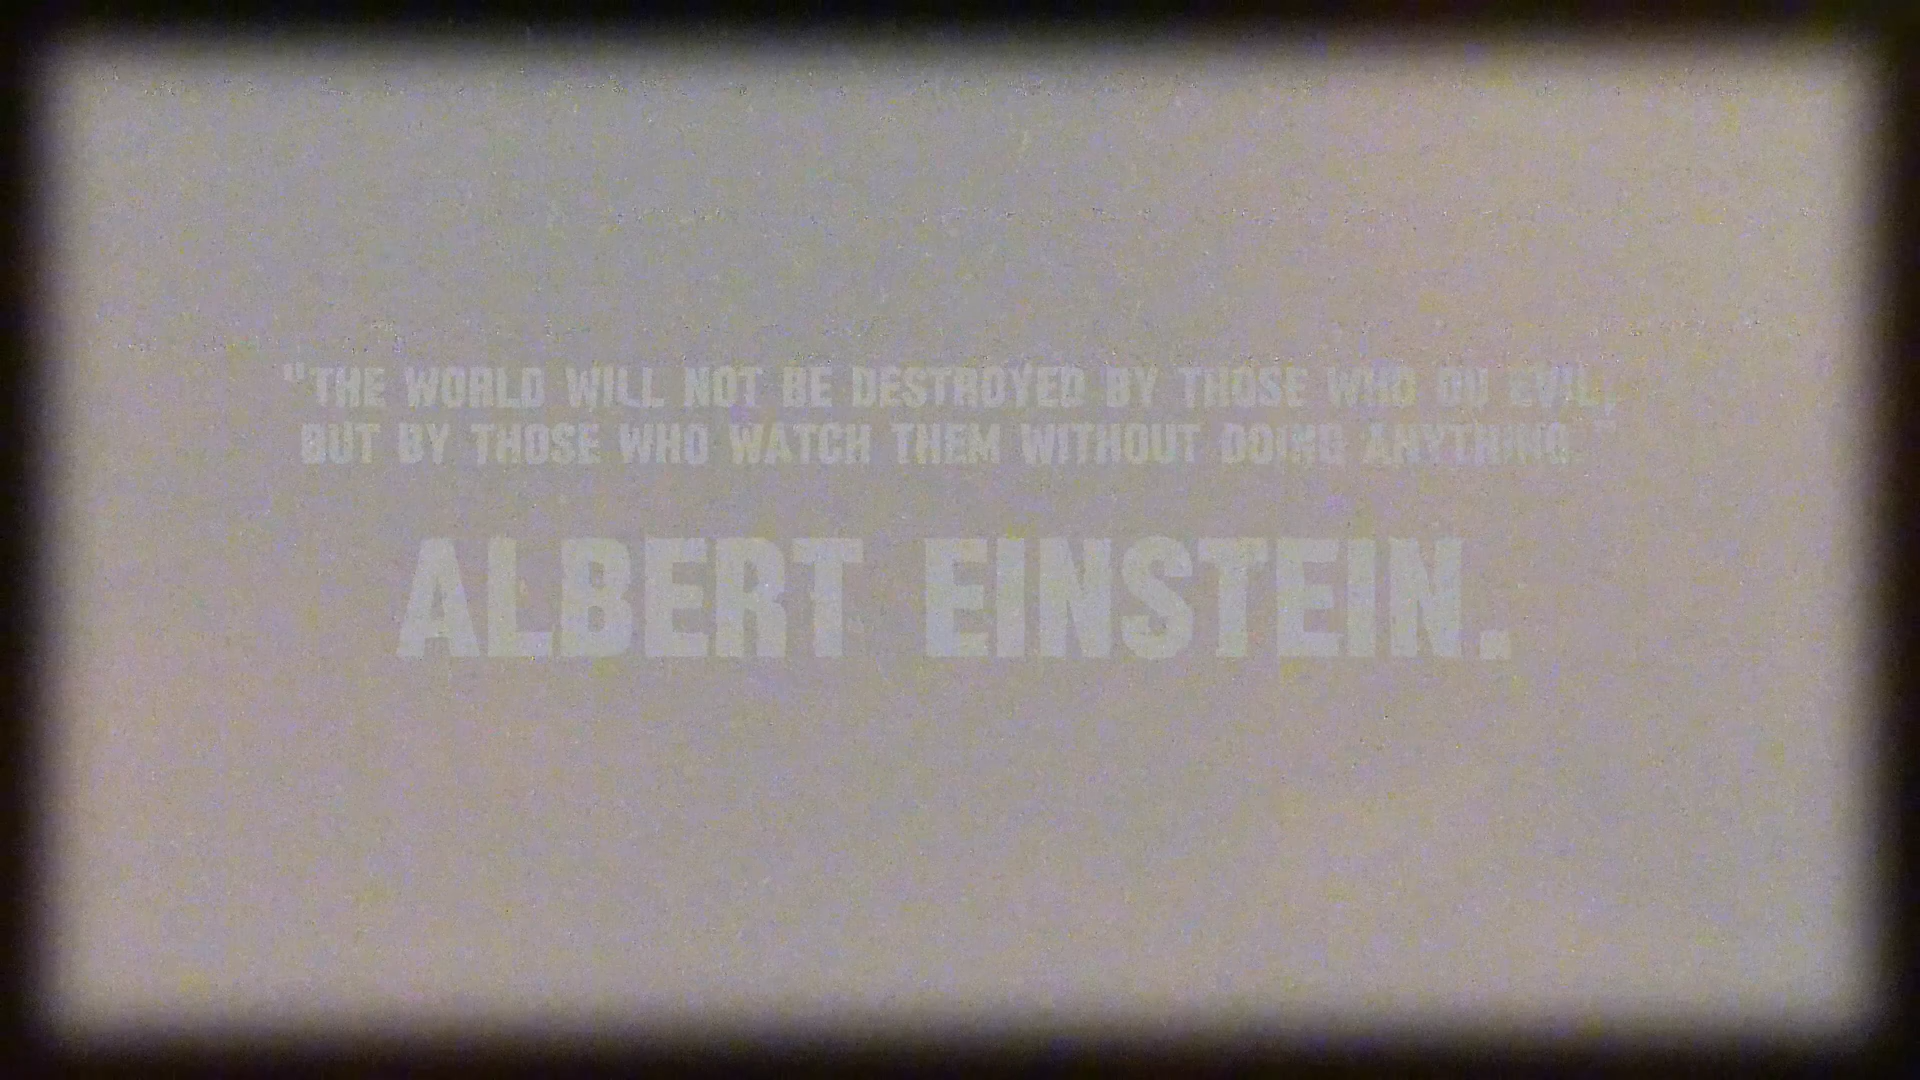 "THE WORLD WILL NOT BE DESTROYED BY THOSE WHO DO EVIL,
BUT BY THOSE WHO WATCH THEM WITHOUT DOING ANYTHING."
ALBERT EINSTEIN.